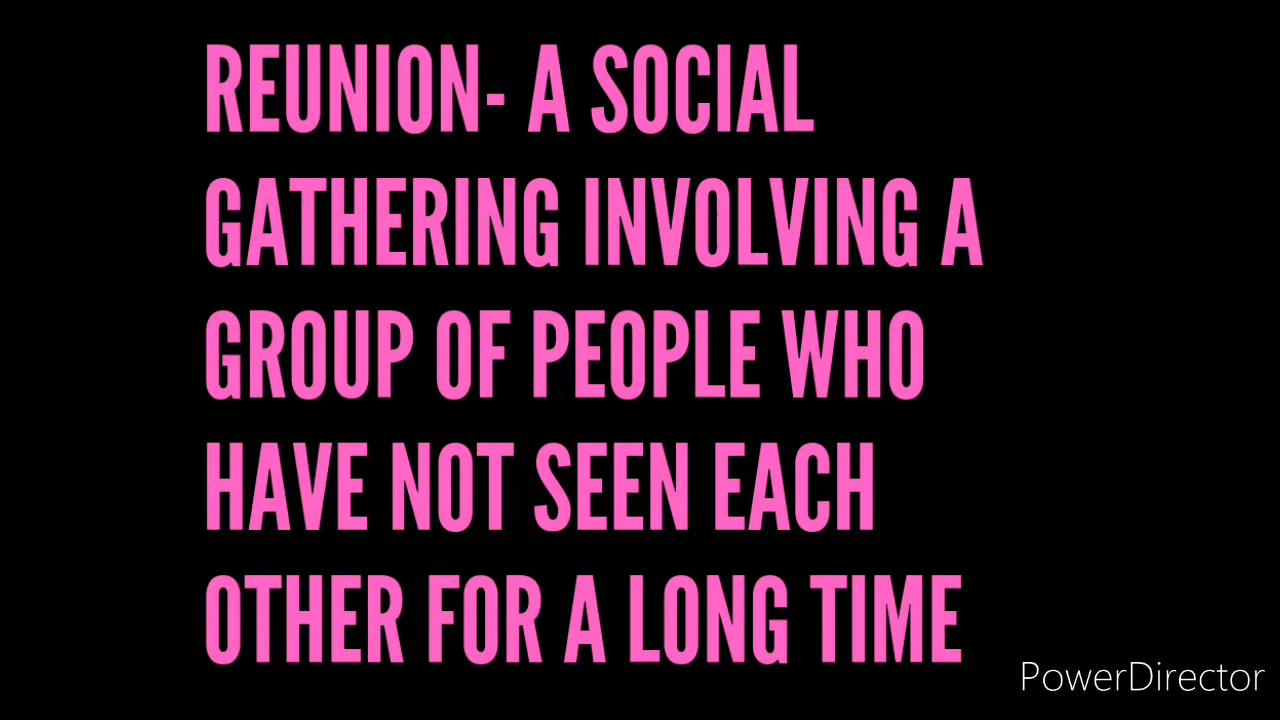 REUNION- A SOCIAL
GATHERING INVOLVING A
GROUP OF PEOPLE WHO
HAVE NOT SEEN EACH
OTHER FOR A LONG TIME
PowerDirector